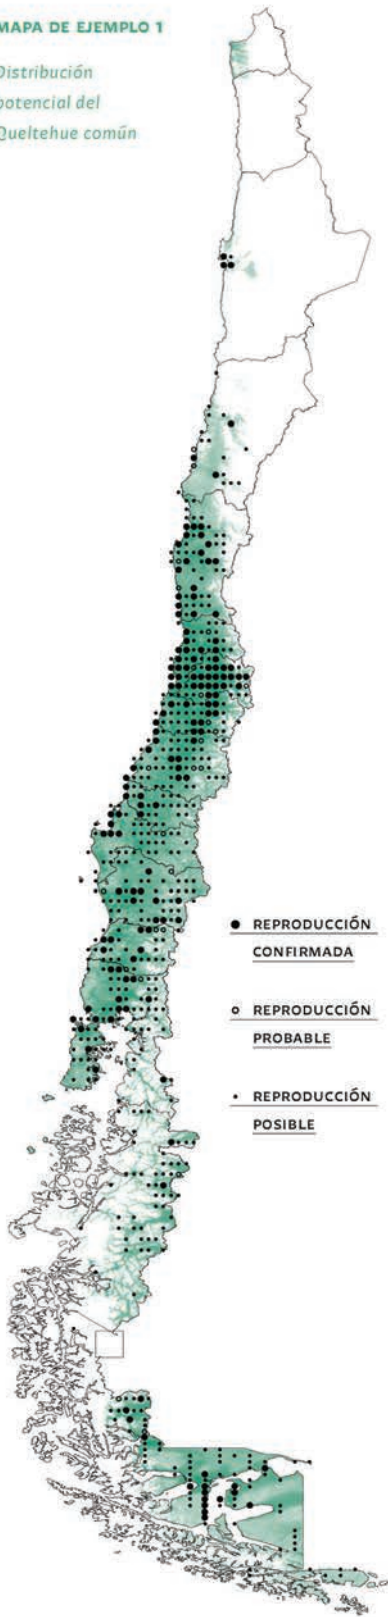 MAPA DE EJEMPLO 1
Distribución
potencial del
Queltehue común
REPRODUCCIÓN
CONFIRMADA
REPRODUCCIÓN
PROBABLE
REPRODUCCIÓN
POSIBLE